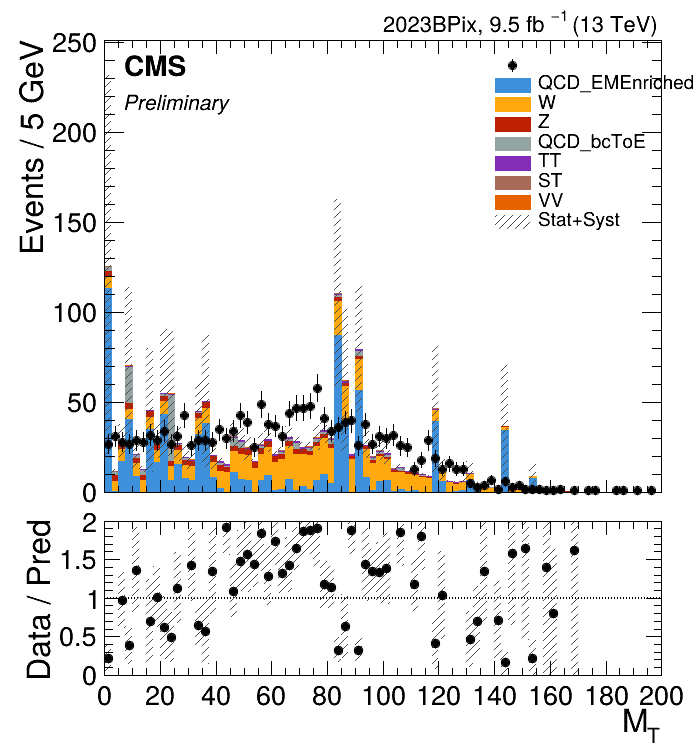 2023BPix, 9.5 fb⁻¹ (13 TeV)
CMS
Preliminary
QCD_EMEnriched
W
Z
QCD_bcToE
TT
ST
VV
Stat+Syst
Events / 5 GeV
250
200
150
100
50
0
Data / Pred
2
1.5
1
0.5
0
0 20 40 60 80 100 120 140 160 180 200
M_T